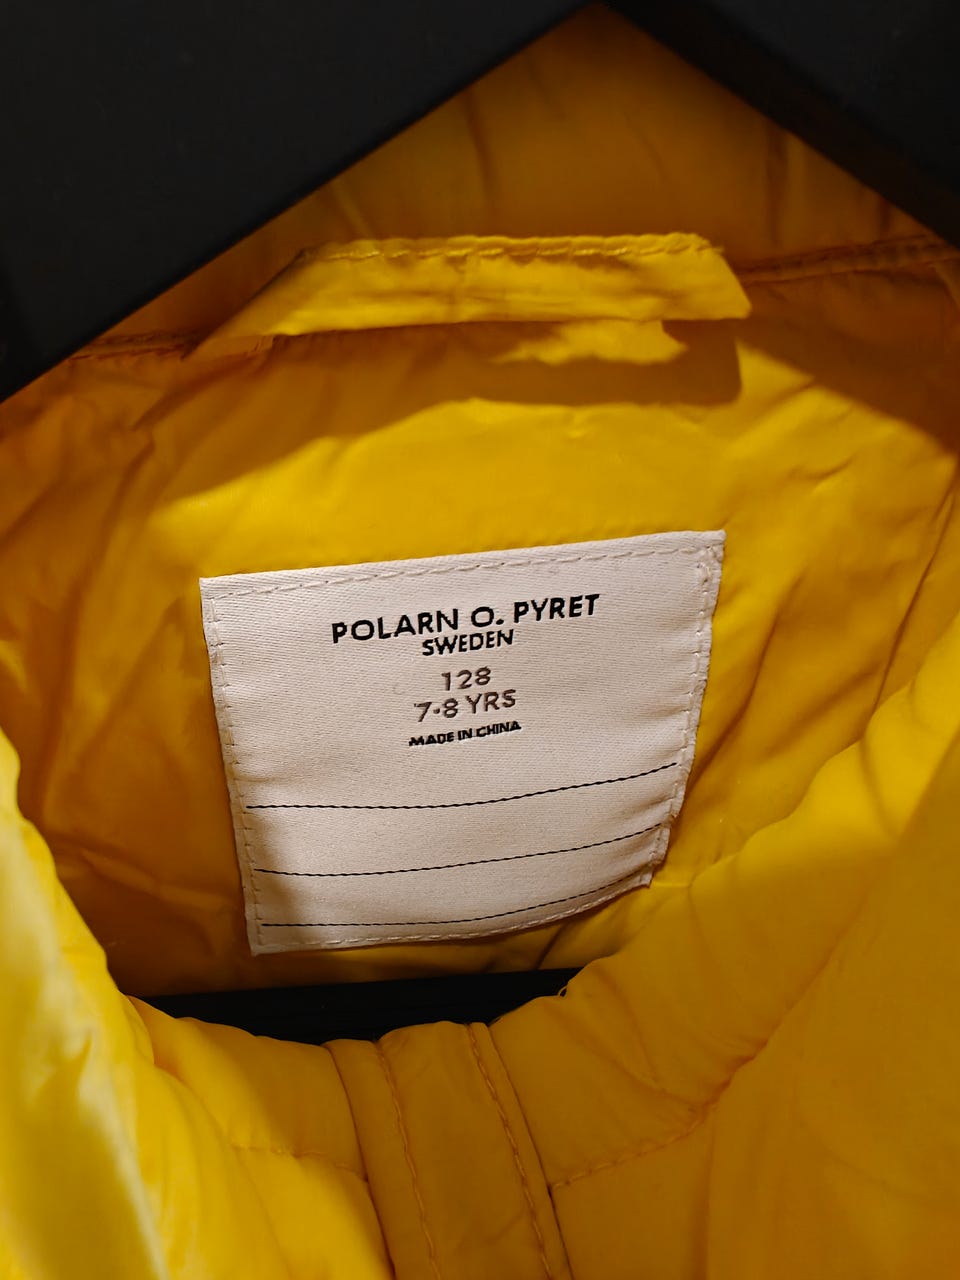 POLARN O. PYRET
SWEDEN
128
7-8 YRS
MADE IN CHINA